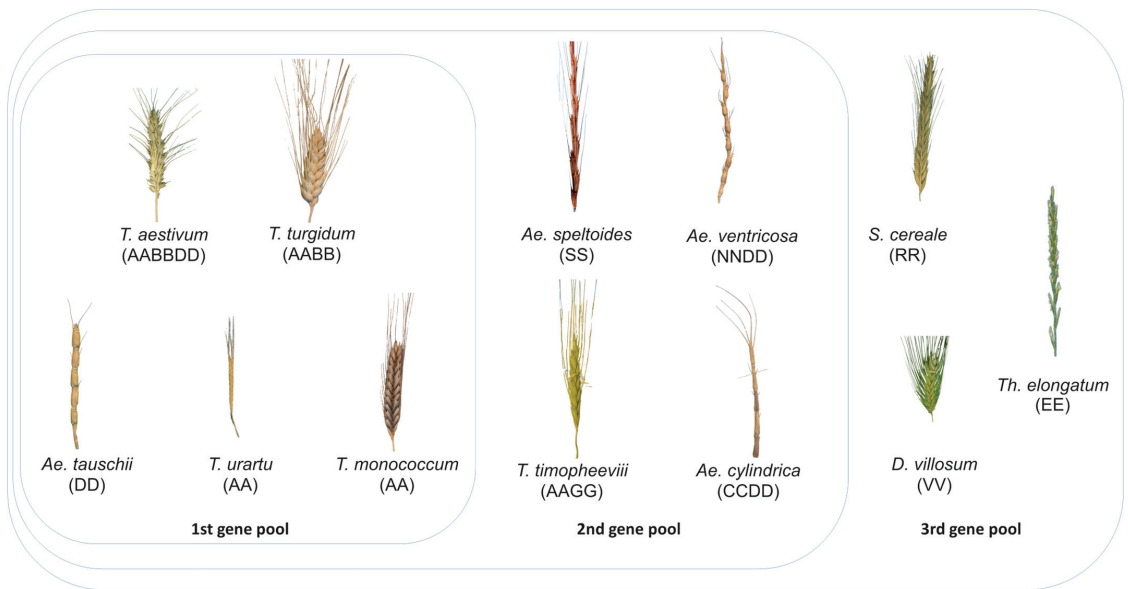 T. aestivum
(AABBDD)
T. turgidum
(AABB)
Ae. speltoides
(SS)
Ae. ventricosa
(NNDD)
S. cereale
(RR)
Th. elongatum
(EE)
Ae. tauschii
(DD)
T. urartu
(AA)
T. monococcum
(AA)
T. timopheeviii
(AAGG)
Ae. cylindrica
(CCDD)
D. villosum
(VV)
1st gene pool
2nd gene pool
3rd gene pool